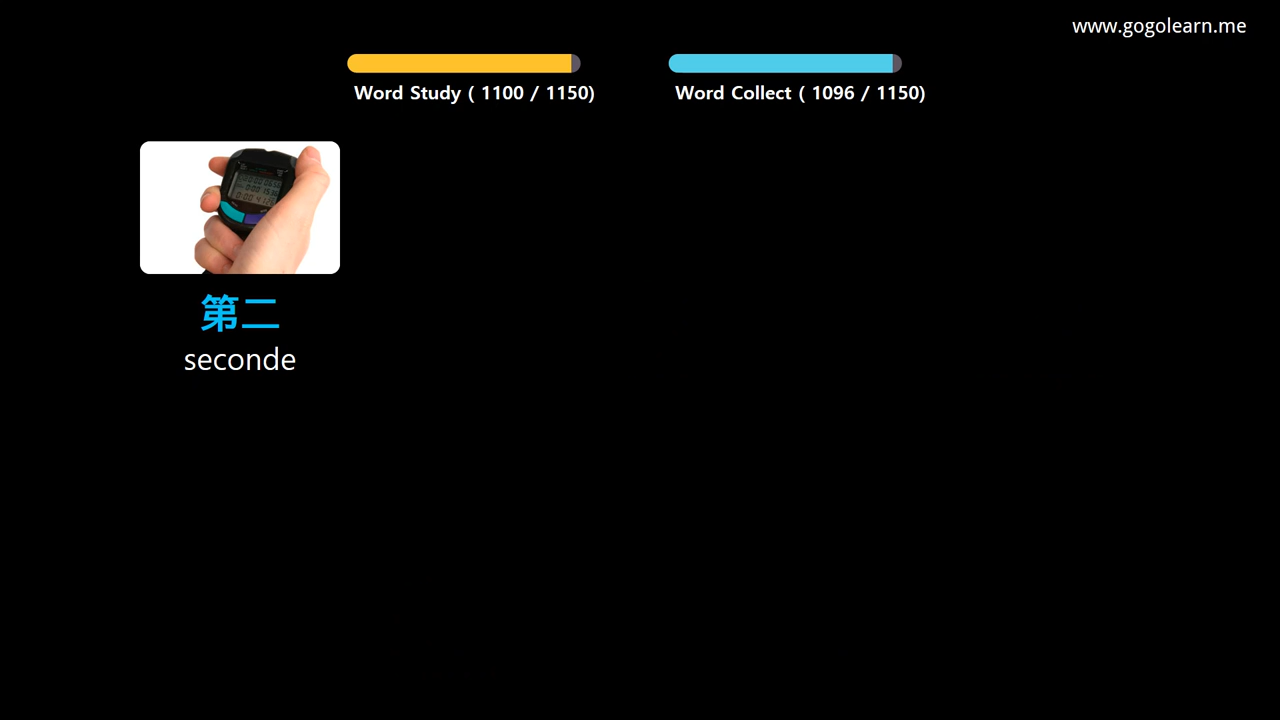 www.gogolearn.me
Word Study ( 1100 / 1150)
Word Collect ( 1096 / 1150)
第二
seconde